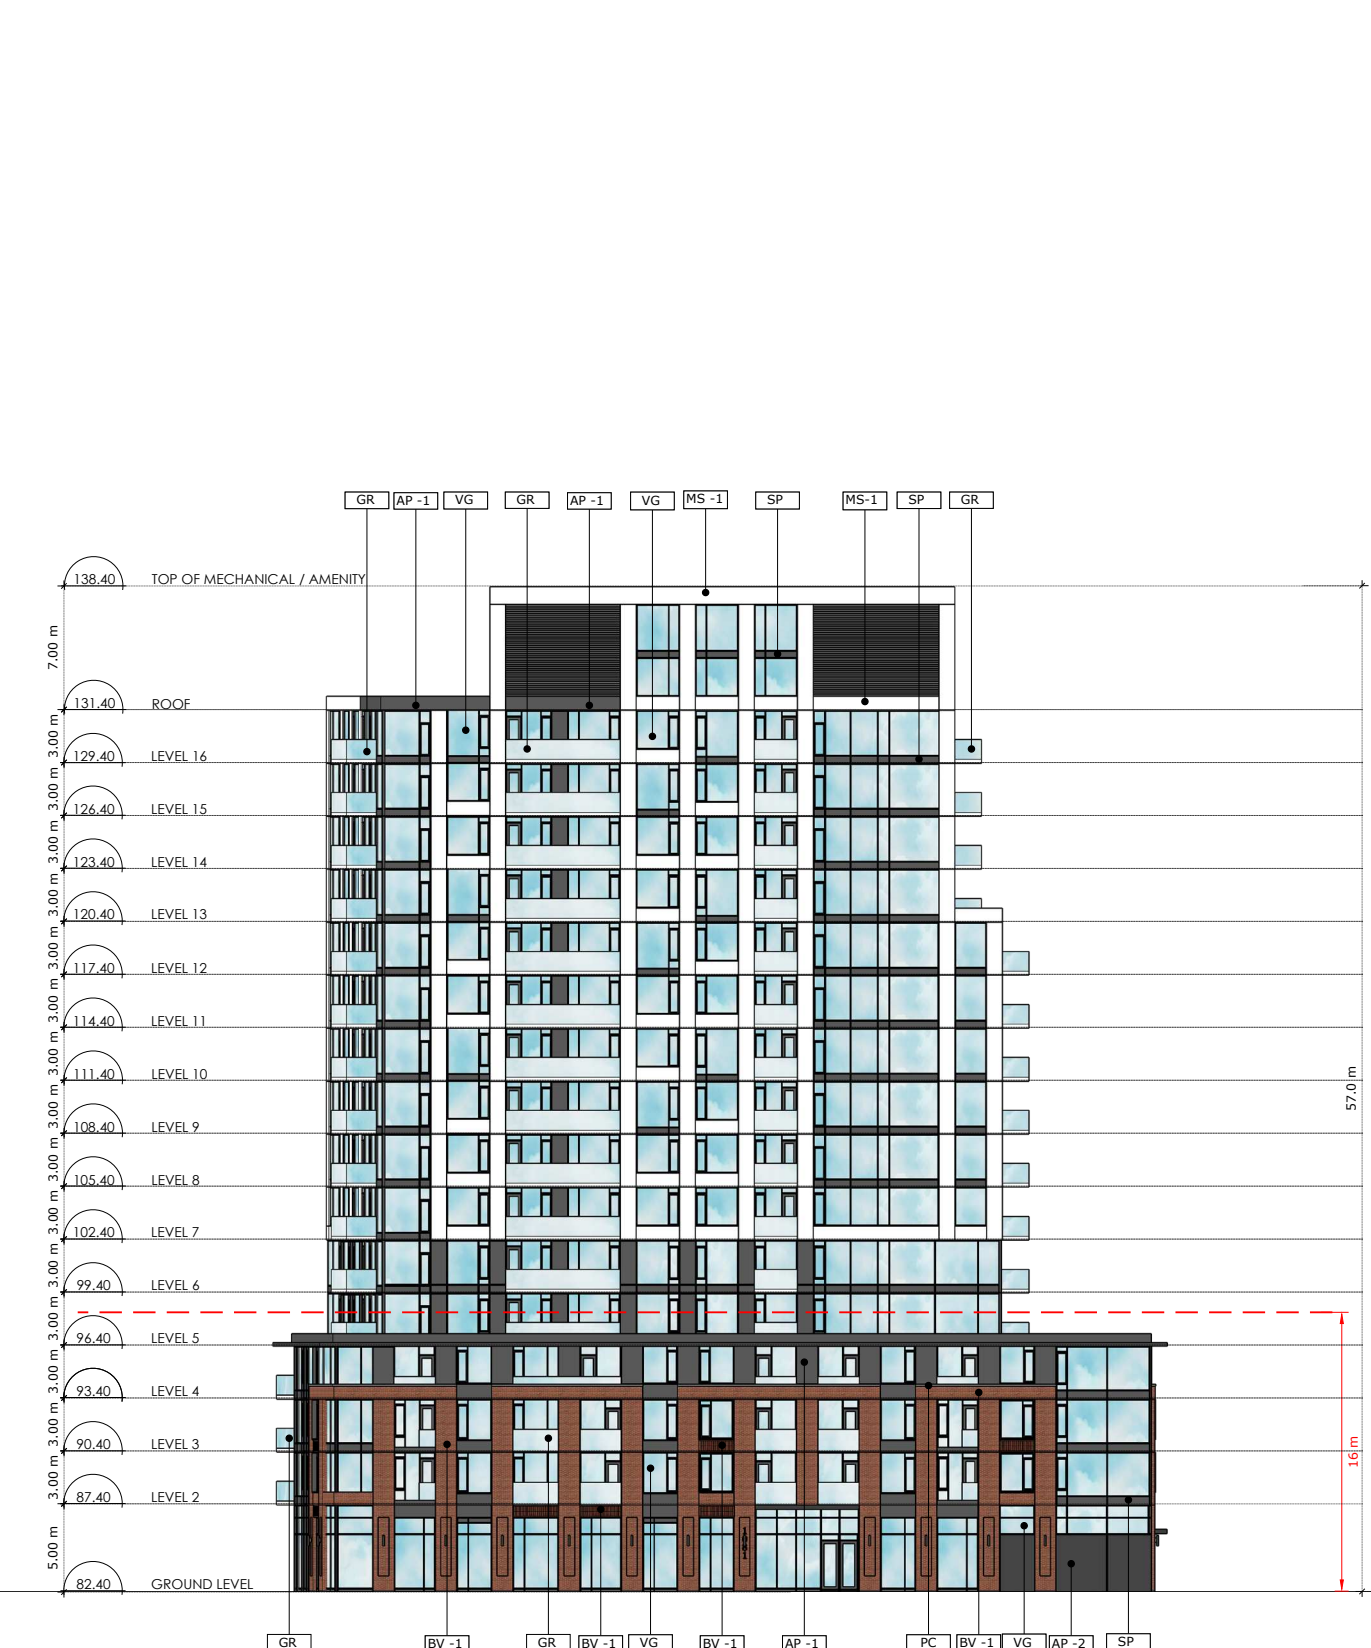 GR AP -1 VG GR AP -1 VG MS -1 SP MS-1 SP GR
138.40 TOP OF MECHANICAL / AMENITY
7.00 m
131.40 ROOF
3.00 m
129.40 LEVEL 16
3.00 m
126.40 LEVEL 15
3.00 m
123.40 LEVEL 14
3.00 m
120.40 LEVEL 13
3.00 m
117.40 LEVEL 12
3.00 m
114.40 LEVEL 11
3.00 m
111.40 LEVEL 10
57.0 m
3.00 m
108.40 LEVEL 9
3.00 m
105.40 LEVEL 8
3.00 m
102.40 LEVEL 7
3.00 m
99.40 LEVEL 6
3.00 m
96.40 LEVEL 5
3.00 m
93.40 LEVEL 4
3.00 m
90.40 LEVEL 3
16 m
3.00 m
87.40 LEVEL 2
5.00 m
1081
82.40 GROUND LEVEL
GR BV -1 GR BV -1 VG BV -1 AP -1 PC BV -1 VG AP -2 SP